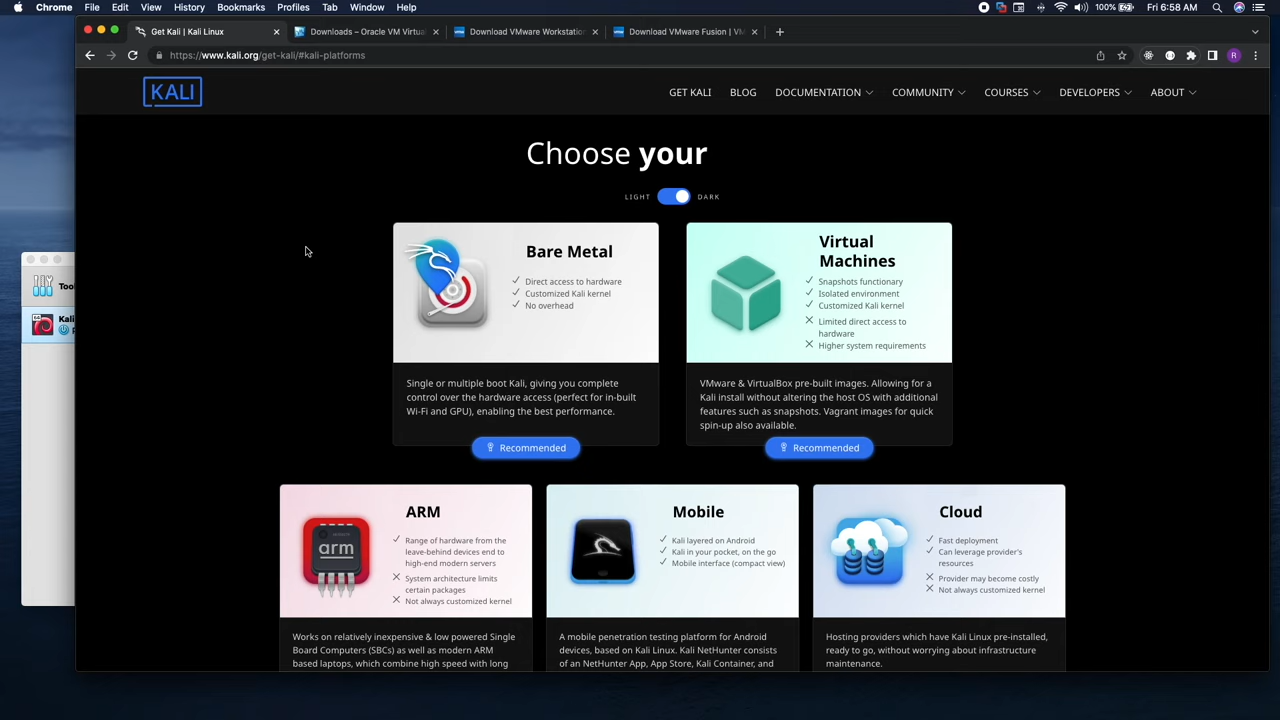 Chrome File Edit View History Bookmarks Profiles Tab Window Help 100% Fri 6:58 AM
Get Kali | Kali Linux Downloads – Oracle VM Virtua Download VMware Workstation Download VMware Fusion | VM
https://www.kali.org/get-kali/#kali-platforms R
KALI GET KALI BLOG DOCUMENTATION COMMUNITY COURSES DEVELOPERS ABOUT
Choose your
LIGHT DARK
Bare Metal
Direct access to hardware
Customized Kali kernel
No overhead
Single or multiple boot Kali, giving you complete
control over the hardware access (perfect for in-built
Wi-Fi and GPU), enabling the best performance.
Recommended
Virtual
Machines
Snapshots functionary
Isolated environment
Customized Kali kernel
Limited direct access to
hardware
Higher system requirements
VMware & VirtualBox pre-built images. Allowing for a
Kali install without altering the host OS with additional
features such as snapshots. Vagrant images for quick
spin-up also available.
Recommended
Too
64
Kali
ARM
arm
Range of hardware from the
leave-behind devices end to
high-end modern servers
System architecture limits
certain packages
Not always customized kernel
Works on relatively inexpensive & low powered Single
Board Computers (SBCs) as well as modern ARM
based laptops, which combine high speed with long
Mobile
Kali layered on Android
Kali in your pocket, on the go
Mobile interface (compact view)
A mobile penetration testing platform for Android
devices, based on Kali Linux. Kali NetHunter consists
of an NetHunter App, App Store, Kali Container, and
Cloud
Fast deployment
Can leverage provider's
resources
Provider may become costly
Not always customized kernel
Hosting providers which have Kali Linux pre-installed,
ready to go, without worrying about infrastructure
maintenance.